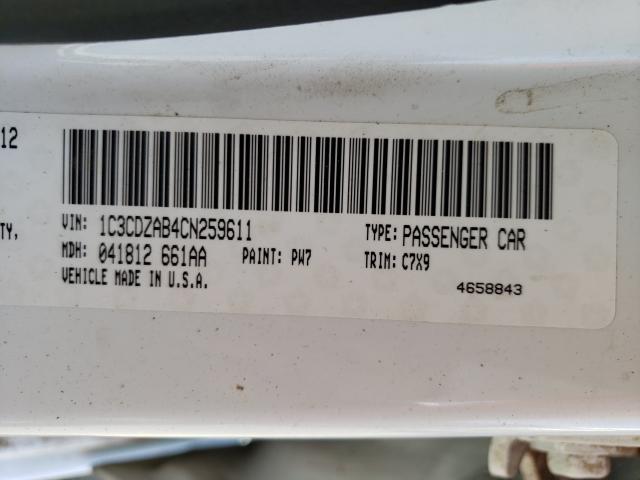 12
TY,
VIN: 1C3CDZAB4CN259611
TYPE: PASSENGER CAR
MDH: 041812 661AA
PAINT: PW7
TRIM: C7X9
VEHICLE MADE IN U.S.A.
4658843